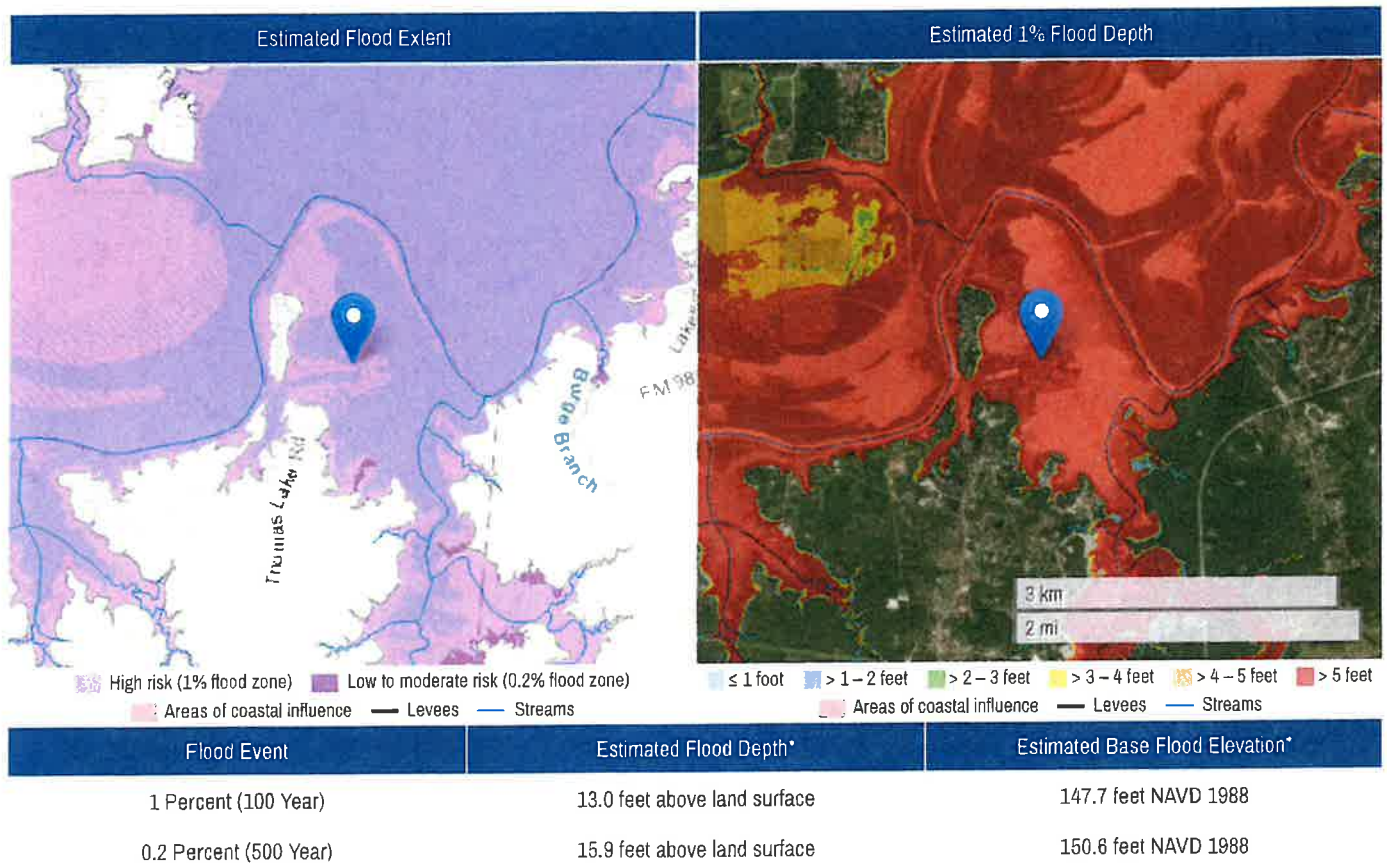 Estimated Flood Extent
Estimated 1% Flood Depth
FM 98
Burge Branch
Thomas Lake Rd
3 km
2 mi
High risk (1% flood zone) Low to moderate risk (0.2% flood zone)
Areas of coastal influence Levees Streams
≤ 1 foot > 1 – 2 feet > 2 – 3 feet > 3 – 4 feet > 4 – 5 feet > 5 feet
Areas of coastal influence Levees Streams
Flood Event Estimated Flood Depth* Estimated Base Flood Elevation*
1 Percent (100 Year) 13.0 feet above land surface 147.7 feet NAVD 1988
0.2 Percent (500 Year) 15.9 feet above land surface 150.6 feet NAVD 1988